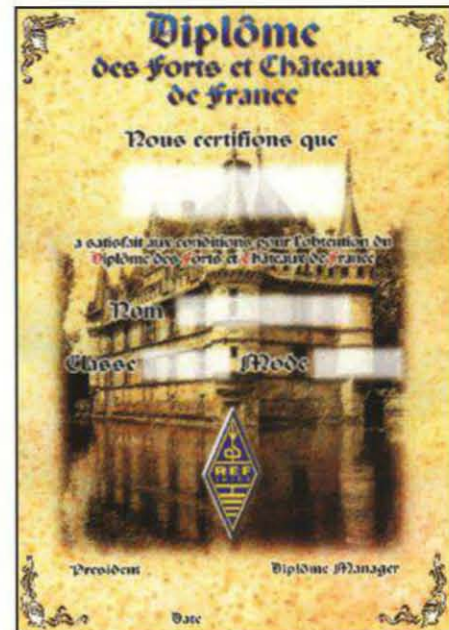 Diplôme
des Forts et Châteaux
de France
Nous certifions que
a satisfait aux conditions pour l'obtention du
Diplôme des Forts et Châteaux de France
Nom
Classe Mode
REF
Président Diplôme Manager
Date